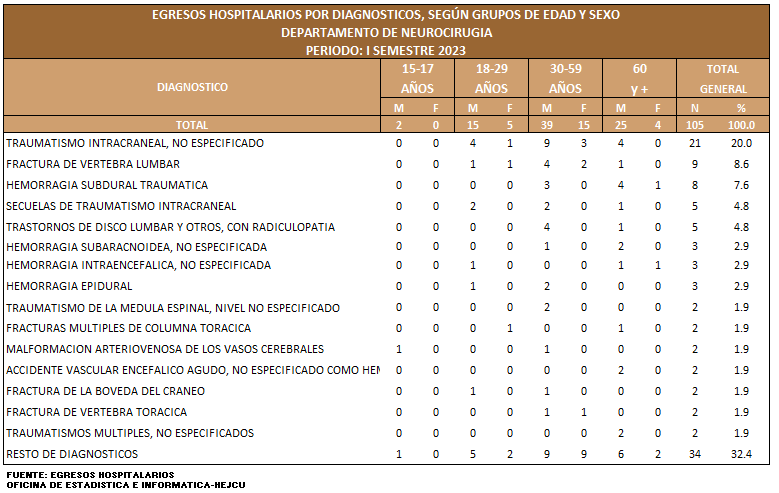 EGRESOS HOSPITALARIOS POR DIAGNOSTICOS, SEGÚN GRUPOS DE EDAD Y SEXO
DEPARTAMENTO DE NEUROCIRUGIA
PERIODO: I SEMESTRE 2023
DIAGNOSTICO 15-17 AÑOS 18-29 AÑOS 30-59 AÑOS 60 y + TOTAL GENERAL
M F M F M F M F N %
TOTAL 2 0 15 5 39 15 25 4 105 100.0
TRAUMATISMO INTRACRANEAL, NO ESPECIFICADO 0 0 4 1 9 3 4 0 21 20.0
FRACTURA DE VERTEBRA LUMBAR 0 0 1 1 4 2 1 0 9 8.6
HEMORRAGIA SUBDURAL TRAUMATICA 0 0 0 0 3 0 4 1 8 7.6
SECUELAS DE TRAUMATISMO INTRACRANEAL 0 0 2 0 2 0 1 0 5 4.8
TRASTORNOS DE DISCO LUMBAR Y OTROS, CON RADICULOPATIA 0 0 0 0 4 0 1 0 5 4.8
HEMORRAGIA SUBARACNOIDEA, NO ESPECIFICADA 0 0 0 0 1 0 2 0 3 2.9
HEMORRAGIA INTRAENCEFALICA, NO ESPECIFICADA 0 0 1 0 0 0 1 1 3 2.9
HEMORRAGIA EPIDURAL 0 0 1 0 2 0 0 0 3 2.9
TRAUMATISMO DE LA MEDULA ESPINAL, NIVEL NO ESPECIFICADO 0 0 0 0 2 0 0 0 2 1.9
FRACTURAS MULTIPLES DE COLUMNA TORACICA 0 0 0 1 0 0 1 0 2 1.9
MALFORMACION ARTERIOVENOSA DE LOS VASOS CEREBRALES 1 0 0 0 1 0 0 0 2 1.9
ACCIDENTE VASCULAR ENCEFALICO AGUDO, NO ESPECIFICADO COMO HEM 0 0 0 0 0 0 2 0 2 1.9
FRACTURA DE LA BOVEDA DEL CRANEO 0 0 1 0 1 0 0 0 2 1.9
FRACTURA DE VERTEBRA TORACICA 0 0 0 0 1 1 0 0 2 1.9
TRAUMATISMOS MULTIPLES, NO ESPECIFICADOS 0 0 0 0 0 0 2 0 2 1.9
RESTO DE DIAGNOSTICOS 1 0 5 2 9 9 6 2 34 32.4
FUENTE: EGRESOS HOSPITALARIOS
OFICINA DE ESTADISTICA E INFORMATICA-HEJCU